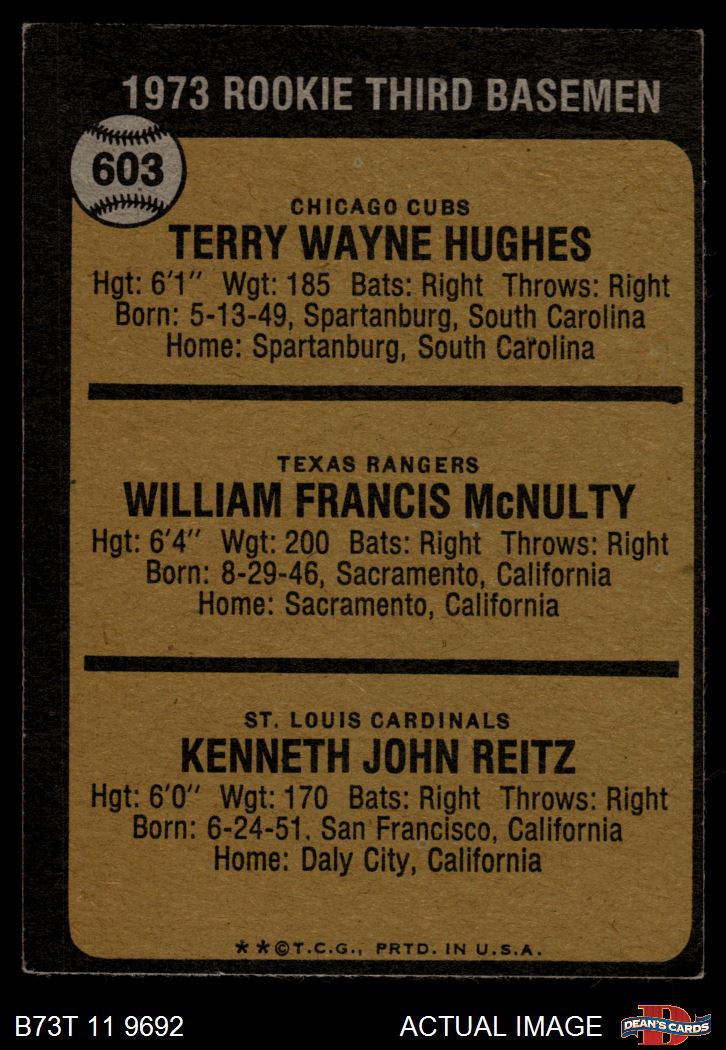 1973 ROOKIE THIRD BASEMEN
603
CHICAGO CUBS
TERRY WAYNE HUGHES
Hgt: 6'1" Wgt: 185 Bats: Right Throws: Right
Born: 5-13-49, Spartanburg, South Carolina
Home: Spartanburg, South Carolina
TEXAS RANGERS
WILLIAM FRANCIS McNULTY
Hgt: 6'4" Wgt: 200 Bats: Right Throws: Right
Born: 8-29-46, Sacramento, California
Home: Sacramento, California
ST. LOUIS CARDINALS
KENNETH JOHN REITZ
Hgt: 6'0" Wgt: 170 Bats: Right Throws: Right
Born: 6-24-51. San Francisco, California
Home: Daly City, California
**©T.C.G., PRTD. IN U.S.A.
B73T 11 9692 ACTUAL IMAGE
D
DEAN'S CARDS